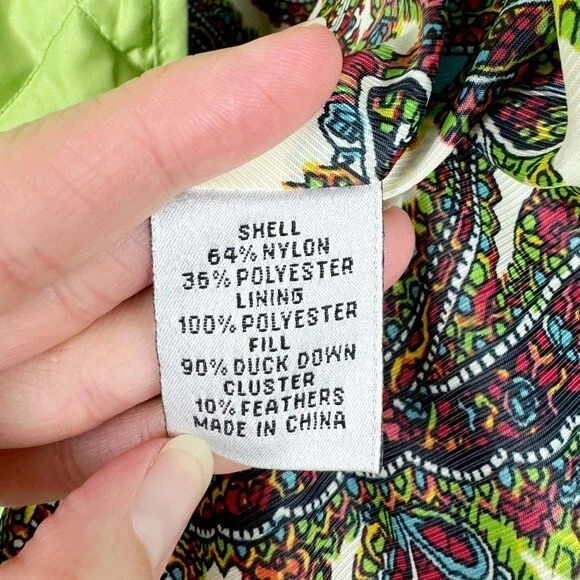 SHELL
64% NYLON
36% POLYESTER
LINING
100% POLYESTER
FILL
90% DUCK DOWN
CLUSTER
10% FEATHERS
MADE IN CHINA